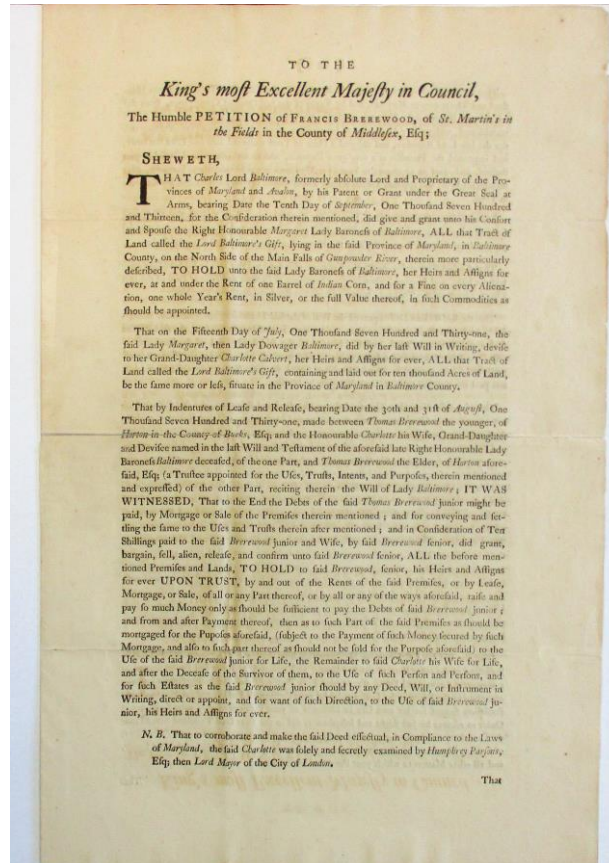 TO THE
King's moſt Excellent Majeſty in Council,
The Humble PETITION of FRANCIS BREREWOOD, of St. Martin's in
the Fields in the County of Middleſex, Eſq;
SHEWETH,
THAT Charles Lord Baltimore, formerly abſolute Lord and Proprietary of the Pro-
vinces of Maryland and Avalon, by his Patent or Grant under the Great Seal at
Arms, bearing Date the Tenth Day of September, One Thouſand Seven Hundred
and Thirteen, for the Conſideration therein mentioned, did give and grant unto his Conſort
and Spouſe the Right Honourable Margaret Lady Baroneſs of Baltimore, ALL that Tract of
Land called the Lord Baltimore's Gift, lying in the ſaid Province of Maryland, in Baltimore
County, on the North Side of the Main Falls of Gunpowder River, therein more particularly
deſcribed, TO HOLD unto the ſaid Lady Baroneſs of Baltimore, her Heirs and Aſſigns for
ever, at and under the Rent of one Barrel of Indian Corn, and for a Fine on every Aliena-
tion, one whole Year's Rent, in Silver, or the full Value thereof, in ſuch Commodities as
ſhould be appointed.
That on the Fifteenth Day of July, One Thouſand Seven Hundred and Thirty-one, the
ſaid Lady Margaret, then Lady Dowager Baltimore, did by her laſt Will in Writing, deviſe
to her Grand-Daughter Charlotte Calvert, her Heirs and Aſſigns for ever, ALL that Tract of
Land called the Lord Baltimore's Gift, containing and laid out for ten thouſand Acres of Land,
be the ſame more or leſs, ſituate in the Province of Maryland in Baltimore County.
That by Indentures of Leaſe and Releaſe, bearing Date the 30th and 31ſt of Auguſt, One
Thouſand Seven Hundred and Thirty-one, made between Thomas Brerewood the younger, of
Horton in the County of Bucks, Eſq; and the Honourable Charlotte his Wife, Grand-Daughter
and Deviſee named in the laſt Will and Teſtament of the aforeſaid late Right Honourable Lady
Baroneſs Baltimore deceaſed, of the one Part, and Thomas Brerewood the Elder, of Horton afore-
ſaid, Eſq; (a Truſtee appointed for the Uſes, Truſts, Intents, and Purpoſes, therein mentioned
and expreſſed) of the other Part, reciting therein the Will of Lady Baltimore; IT WAS
WITNESSED, That to the End the Debts of the ſaid Thomas Brerewood junior might be
paid, by Mortgage or Sale of the Premiſes therein mentioned; and for conveying and ſet-
tling the ſame to the Uſes and Truſts therein after mentioned; and in Conſideration of Ten
Shillings paid to the ſaid Brerewood junior and Wife, by ſaid Brerewood ſenior, did grant,
bargain, ſell, alien, releaſe, and confirm unto ſaid Brerewood ſenior, ALL the before men-
tioned Premiſes and Lands, TO HOLD to ſaid Brerewood, ſenior, his Heirs and Aſſigns
for ever UPON TRUST, by and out of the Rents of the ſaid Premiſes, or by Leaſe,
Mortgage, or Sale, of all or any Part thereof, or by all or any of the ways aforeſaid, raiſe and
pay ſo much Money only as ſhould be ſufficient to pay the Debts of ſaid Brerewood junior;
and from and after Payment thereof, then as to ſuch Part of the ſaid Premiſes as ſhould be
mortgaged for the Pupoſes aforeſaid, (ſubject to the Payment of ſuch Money ſecured by ſuch
Mortgage, and alſo to ſuch part thereof as ſhould not be ſold for the Purpoſe aforeſaid) to the
Uſe of the ſaid Brerewood junior for Life, the Remainder to ſaid Charlotte his Wife for Life,
and after the Deceaſe of the Survivor of them, to the Uſe of ſuch Perſon and Perſons, and
for ſuch Eſtates as the ſaid Brerewood junior ſhould by any Deed, Will, or Inſtrument in
Writing, direct or appoint, and for want of ſuch Direction, to the Uſe of ſaid Brerewood ju-
nior, his Heirs and Aſſigns for ever.
N. B. That to corroborate and make the ſaid Deed effectual, in Compliance to the Laws
of Maryland, the ſaid Charlotte was ſolely and ſecretly examined by Humphrey Parſons,
Eſq; then Lord Mayor of the City of London.
That